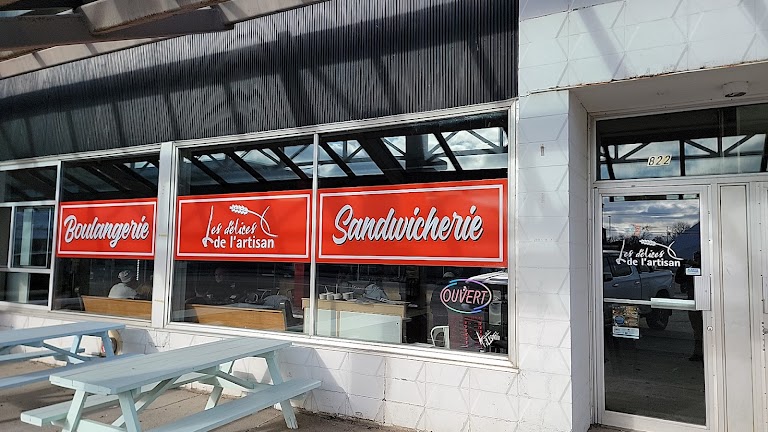 Boulangerie
Les délices
de l'artisan
Sandwicherie
OUVERT
822
Les délices
de l'artisan